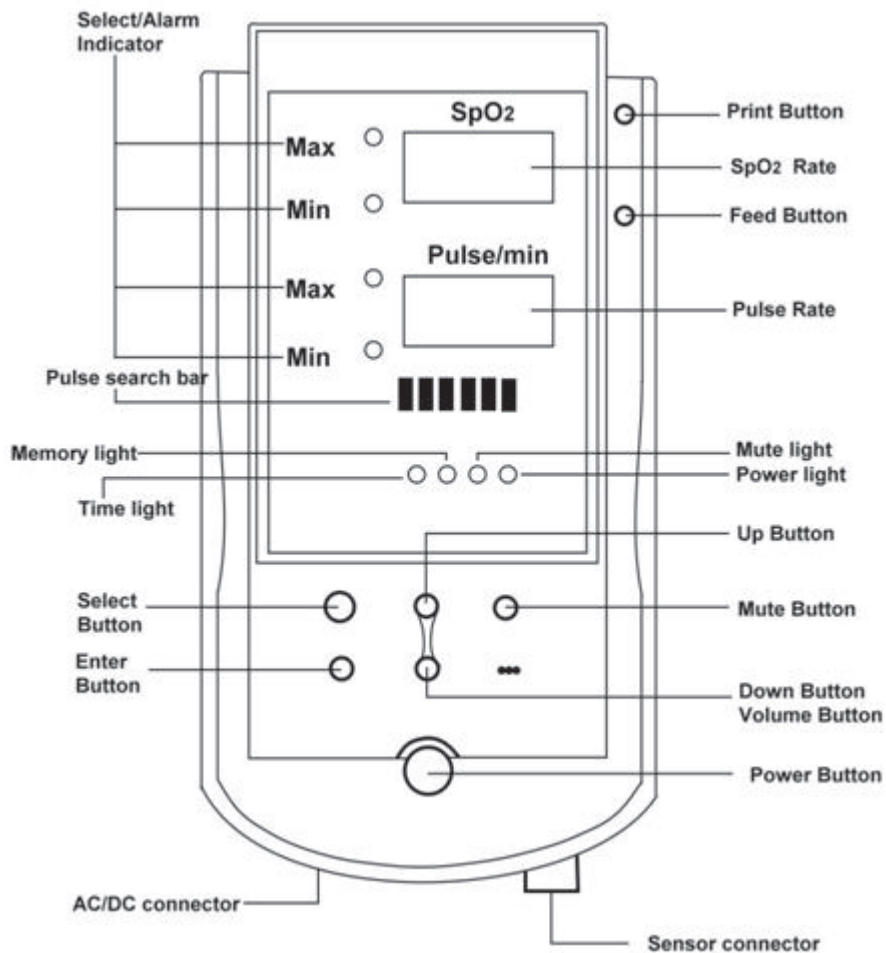 Select/Alarm
Indicator
SpO2
Print Button
Max
SpO2 Rate
Min
Feed Button
Pulse/min
Max
Pulse Rate
Min
Pulse search bar
Memory light
Mute light
Power light
Time light
Up Button
Select
Button
Mute Button
Enter
Button
Down Button
Volume Button
Power Button
AC/DC connector
Sensor connector